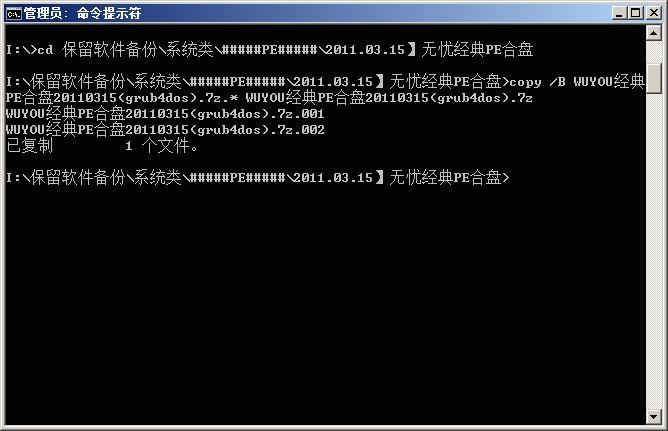 管理员: 命令提示符
I:\>cd 保留软件备份\系统类\#####PE#####\2011.03.15】无忧经典PE合盘
I:\保留软件备份\系统类\#####PE#####\2011.03.15】无忧经典PE合盘>copy /B WUYOU经典
PE合盘20110315(grub4dos).7z.* WUYOU经典PE合盘20110315(grub4dos).7z
WUYOU经典PE合盘20110315(grub4dos).7z.001
WUYOU经典PE合盘20110315(grub4dos).7z.002
已复制         1 个文件。
I:\保留软件备份\系统类\#####PE#####\2011.03.15】无忧经典PE合盘>